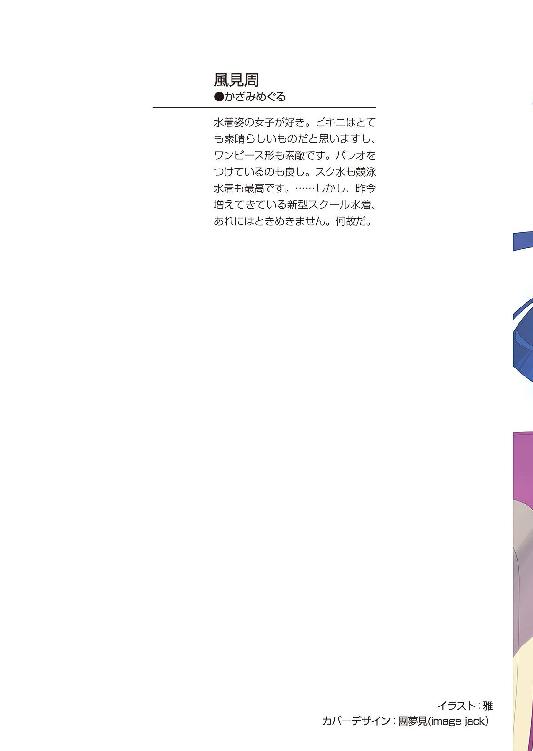 風見周
●かざみめぐる
水着姿の女子が好き。ビキニはとて
も素晴らしいものだと思いますし、
ワンピース形も素敵です。パレオを
つけているのも良し。スク水も競泳
水着も最高です。……しかし、昨今
増えてきている新型スクール水着、
あれにはときめきません。何故だ。
イラスト：雅
カバーデザイン：團夢見(image jack)